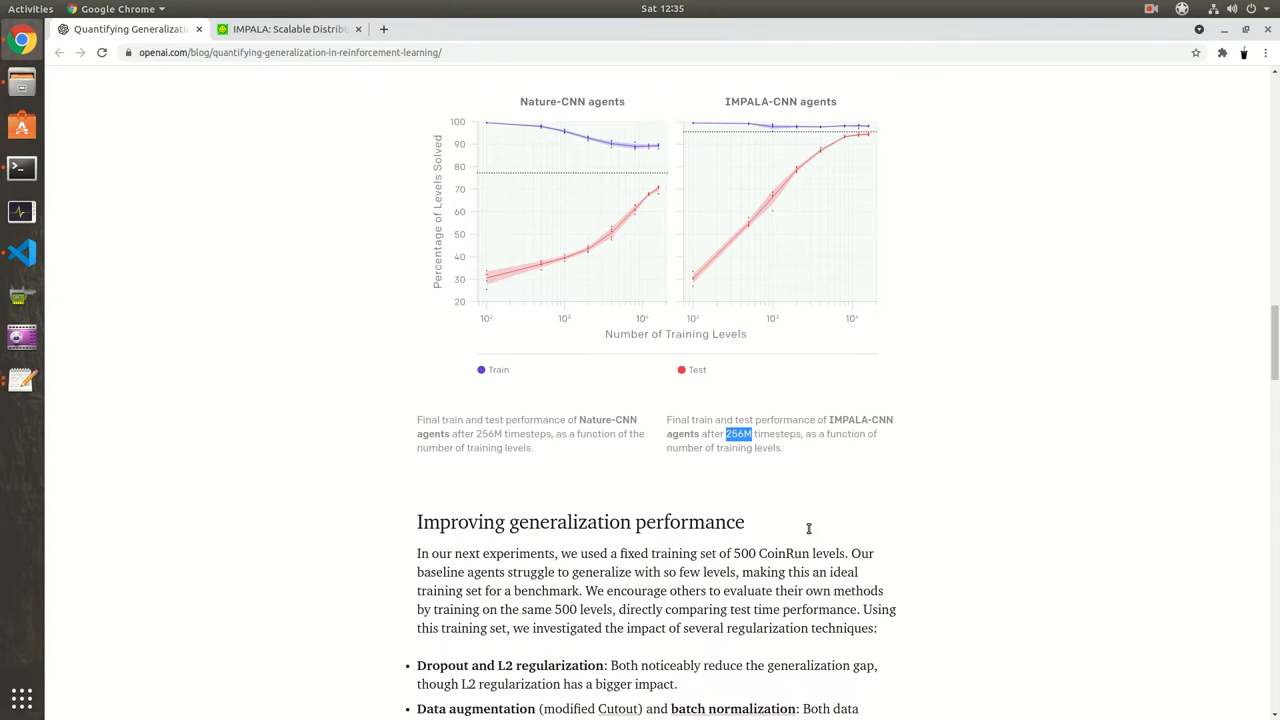 Activities
Google Chrome
Sat 12:35
Quantifying Generalizati
IMPALA: Scalable Distribu
openai.com/blog/quantifying-generalization-in-reinforcement-learning/
Nature-CNN agents
IMPALA-CNN agents
Percentage of Levels Solved
100
90
80
70
60
50
40
30
20
10² 10³ 10⁴
10² 10³ 10⁴
Number of Training Levels
Train
Test
Final train and test performance of Nature-CNN
agents after 256M timesteps, as a function of the
number of training levels.
Final train and test performance of IMPALA-CNN
agents after 256M timesteps, as a function of
number of training levels.
Improving generalization performance
In our next experiments, we used a fixed training set of 500 CoinRun levels. Our
baseline agents struggle to generalize with so few levels, making this an ideal
training set for a benchmark. We encourage others to evaluate their own methods
by training on the same 500 levels, directly comparing test time performance. Using
this training set, we investigated the impact of several regularization techniques:
• Dropout and L2 regularization: Both noticeably reduce the generalization gap,
though L2 regularization has a bigger impact.
• Data augmentation (modified Cutout) and batch normalization: Both data